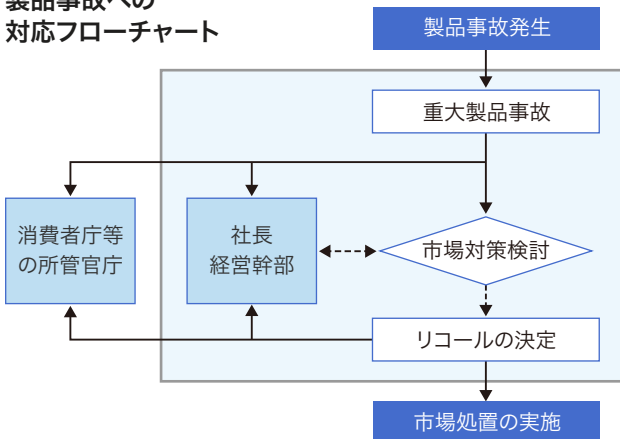 製品事故への
対応フローチャート
製品事故発生
重大製品事故
消費者庁等
の所管官庁
社長
経営幹部
市場対策検討
リコールの決定
市場処置の実施